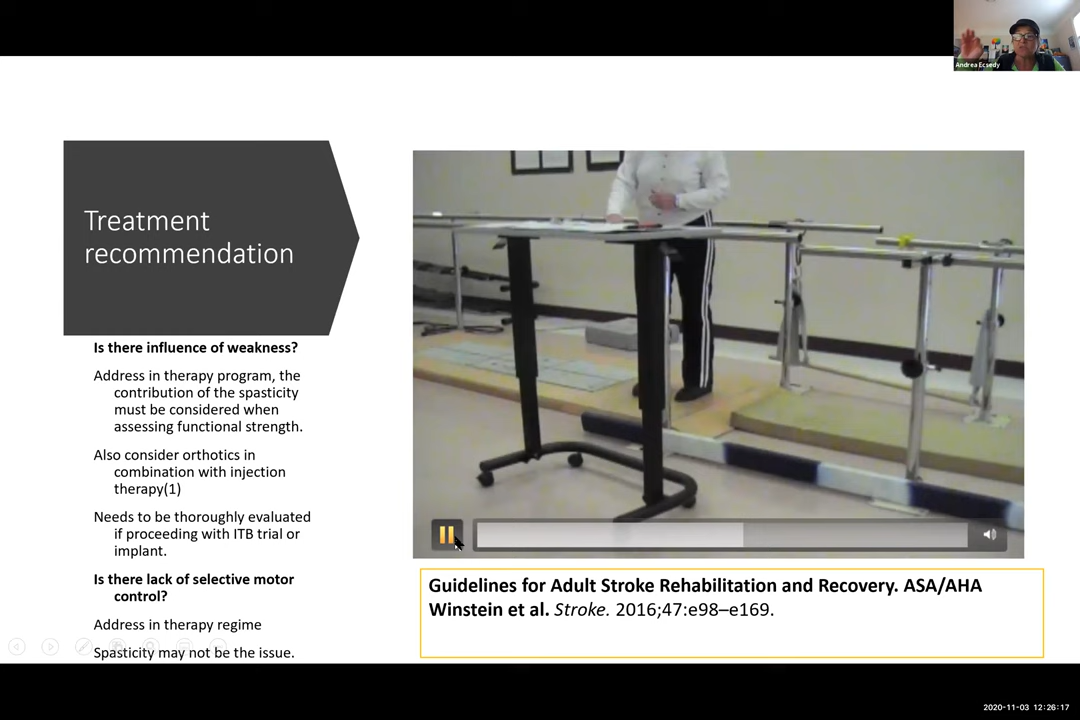 Andrea Ecsedy
Treatment
recommendation
Is there influence of weakness?
Address in therapy program, the
contribution of the spasticity
must be considered when
assessing functional strength.
Also consider orthotics in
combination with injection
therapy(1)
Needs to be thoroughly evaluated
if proceeding with ITB trial or
implant.
Is there lack of selective motor
control?
Address in therapy regime
Spasticity may not be the issue.
Guidelines for Adult Stroke Rehabilitation and Recovery. ASA/AHA
Winstein et al. Stroke. 2016;47:e98–e169.
2020-11-03 12:26:17